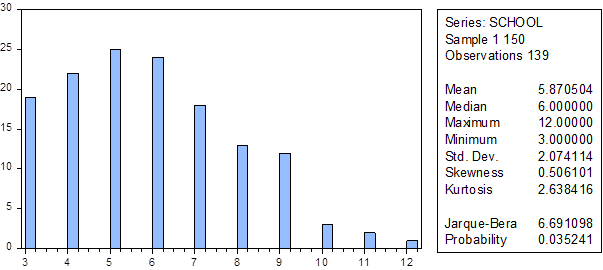 30
25
20
15
10
5
0
3 4 5 6 7 8 9 10 11 12
Series: SCHOOL
Sample 1 150
Observations 139
Mean 5.870504
Median 6.000000
Maximum 12.00000
Minimum 3.000000
Std. Dev. 2.074114
Skewness 0.506101
Kurtosis 2.638416
Jarque-Bera 6.691098
Probability 0.035241